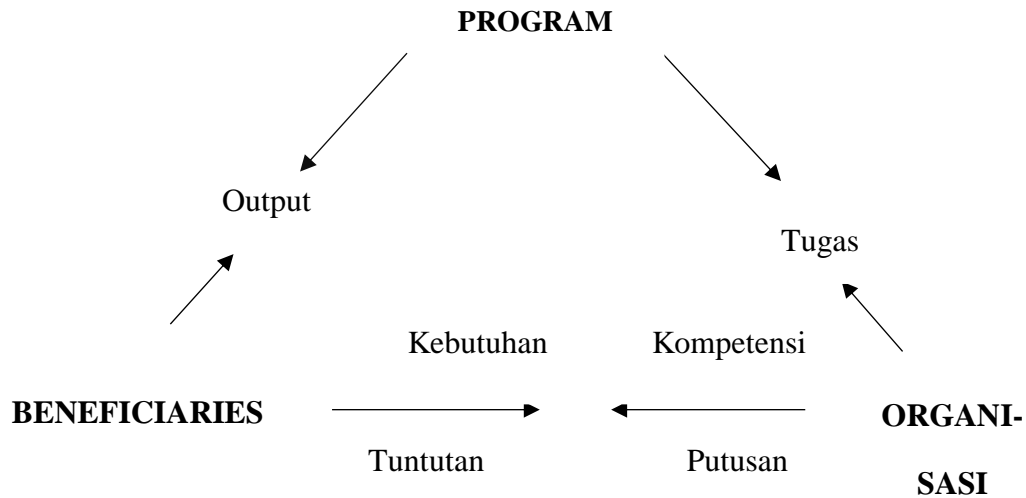 PROGRAM
Output
Tugas
Kebutuhan Kompetensi
BENEFICIARIES ORGANI-
Tuntutan Putusan SASI